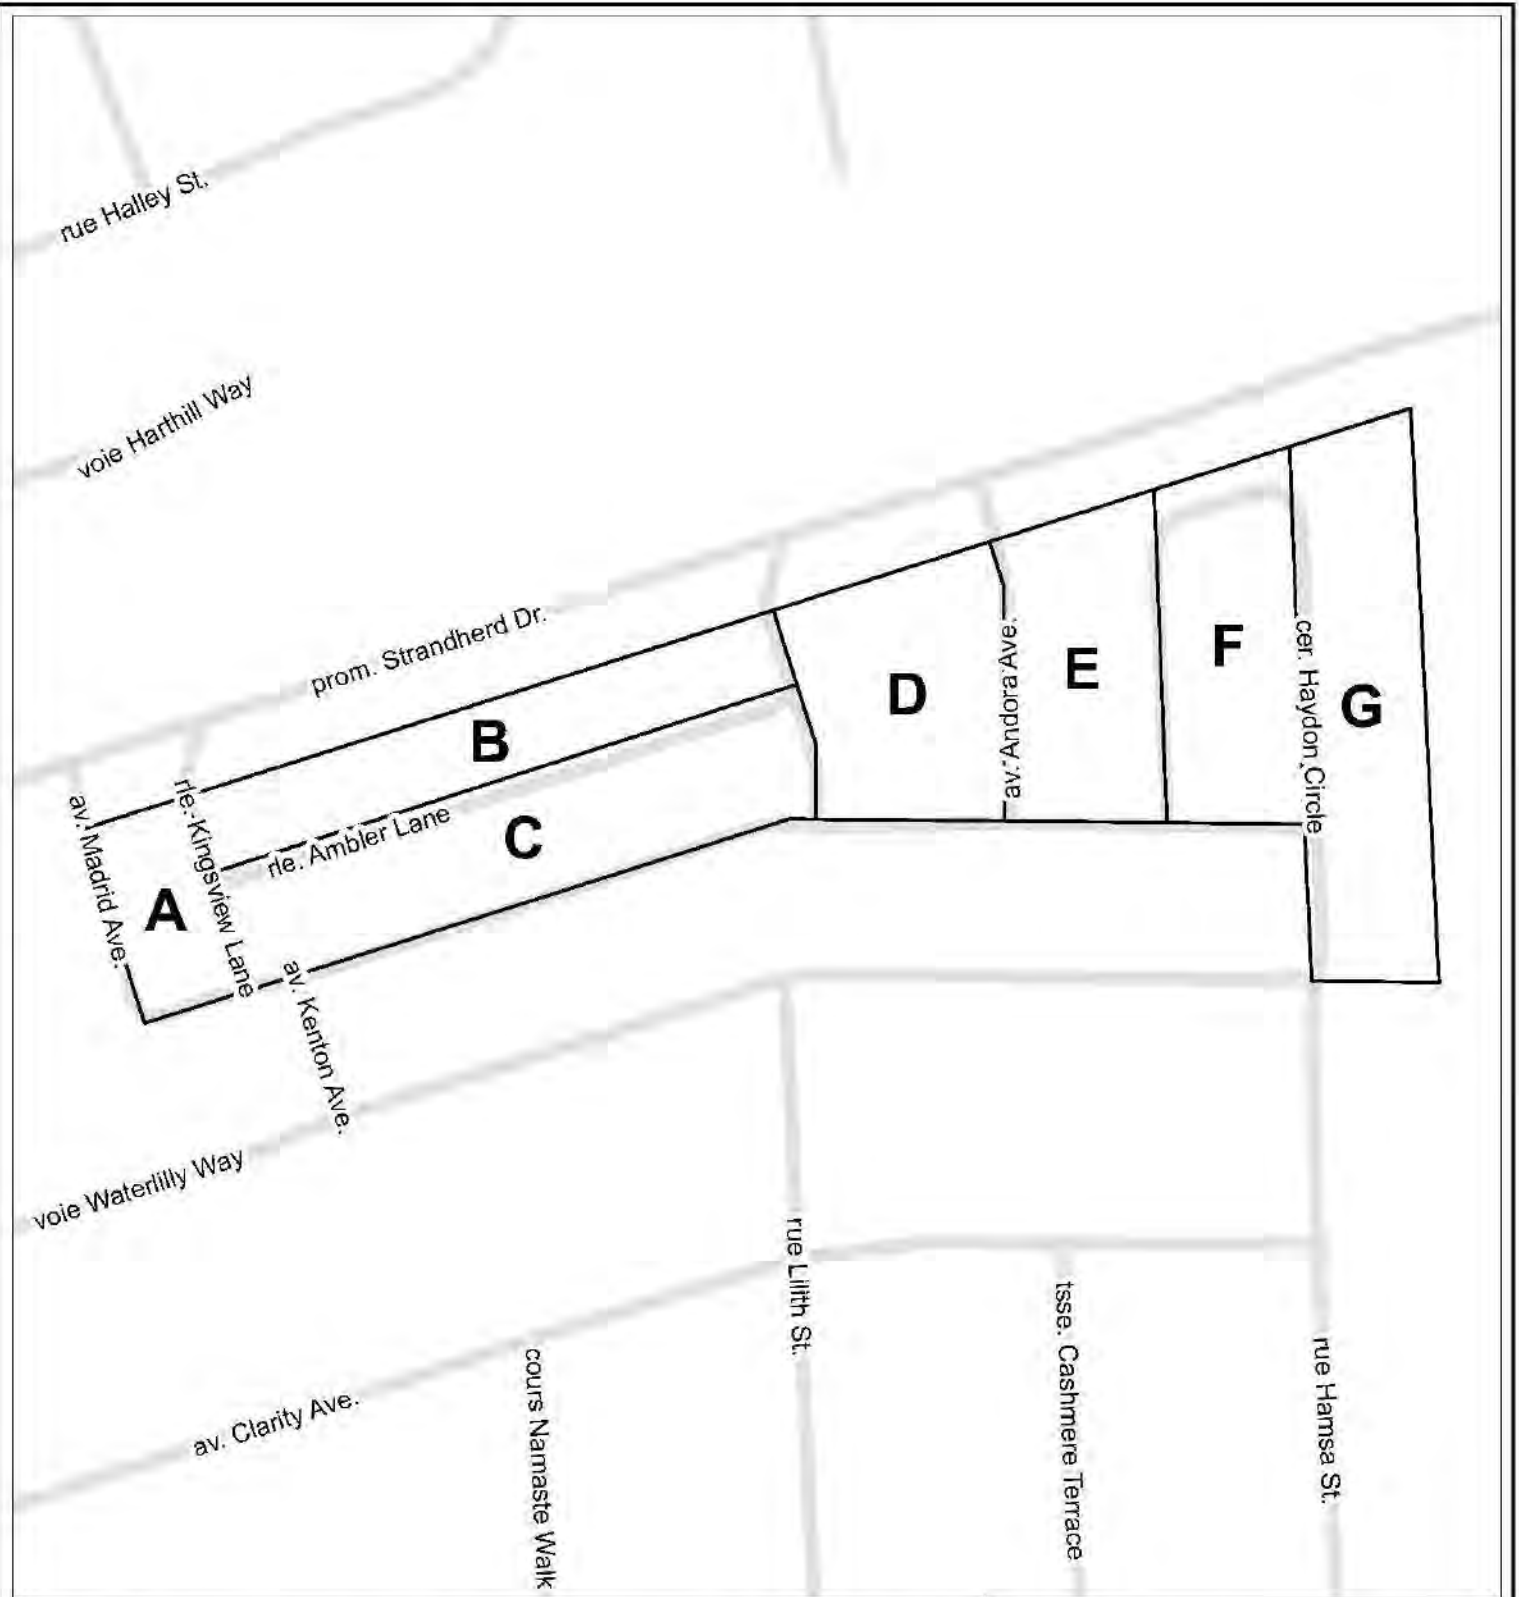 rue Halley St.
voie Harthill Way
prom. Strandherd Dr.
B
D
av. Andora Ave.
E
F
cer. Haydon Circle
G
av. Madrid Ave.
rle. Kingsview Lane
A
rle. Ambler Lane
C
av. Kenton Ave.
voie Waterlilly Way
av. Clarity Ave.
cours Namaste Walk
rue Lilith St.
tsse. Cashmere Terrace
rue Hamsa St.